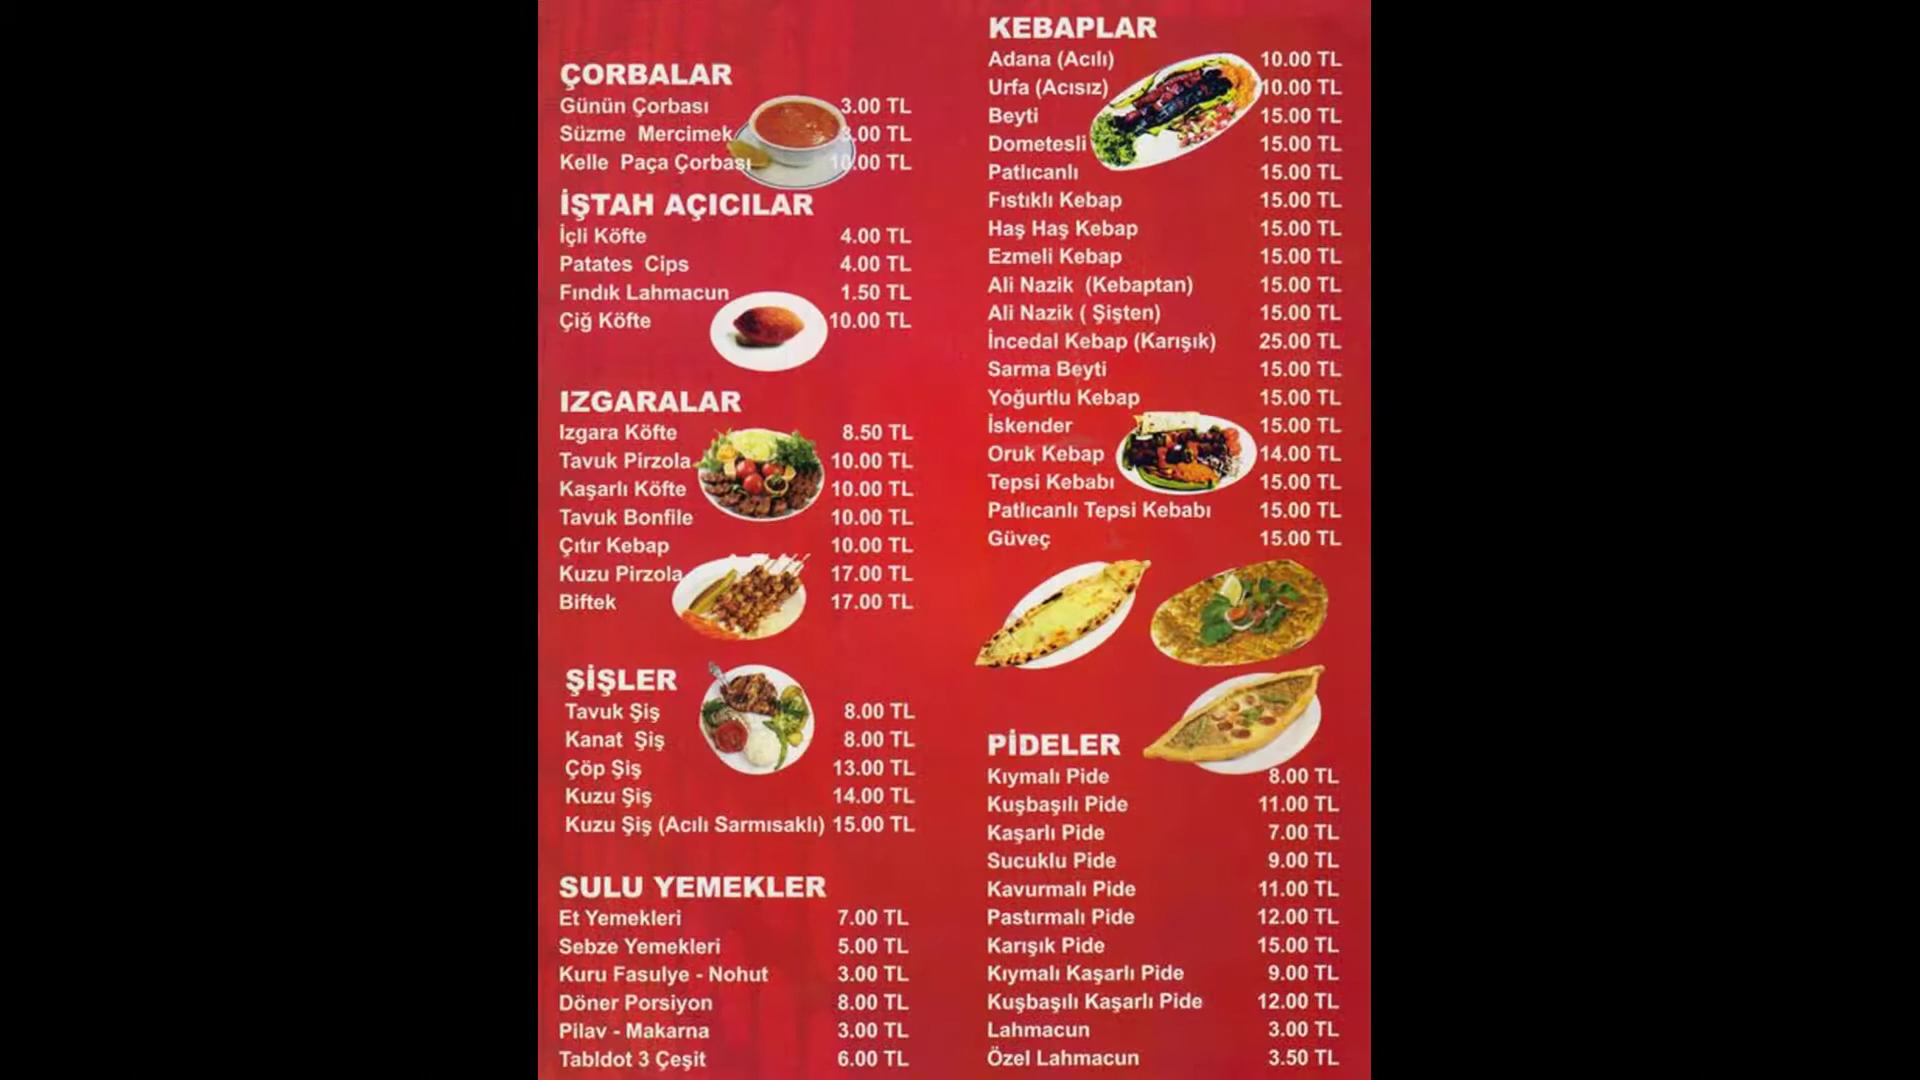 ÇORBALAR
Günün Çorbası 3.00 TL
Süzme Mercimek 3.00 TL
Kelle Paça Çorbası 10.00 TL
İŞTAH AÇICILAR
İçli Köfte 4.00 TL
Patates Cips 4.00 TL
Fındık Lahmacun 1.50 TL
Çiğ Köfte 10.00 TL
IZGARALAR
Izgara Köfte 8.50 TL
Tavuk Pirzola 10.00 TL
Kaşarlı Köfte 10.00 TL
Tavuk Bonfile 10.00 TL
Çıtır Kebap 10.00 TL
Kuzu Pirzola 17.00 TL
Biftek 17.00 TL
ŞİŞLER
Tavuk Şiş 8.00 TL
Kanat Şiş 8.00 TL
Çöp Şiş 13.00 TL
Kuzu Şiş 14.00 TL
Kuzu Şiş (Acılı Sarmısaklı) 15.00 TL
SULU YEMEKLER
Et Yemekleri 7.00 TL
Sebze Yemekleri 5.00 TL
Kuru Fasulye - Nohut 3.00 TL
Döner Porsiyon 8.00 TL
Pilav - Makarna 3.00 TL
Tabldot 3 Çeşit 6.00 TL
KEBAPLAR
Adana (Acılı) 10.00 TL
Urfa (Acısız) 10.00 TL
Beyti 15.00 TL
Dometesli 15.00 TL
Patlıcanlı 15.00 TL
Fıstıklı Kebap 15.00 TL
Haş Haş Kebap 15.00 TL
Ezmeli Kebap 15.00 TL
Ali Nazik (Kebaptan) 15.00 TL
Ali Nazik ( Şişten) 15.00 TL
İncedal Kebap (Karışık) 25.00 TL
Sarma Beyti 15.00 TL
Yoğurtlu Kebap 15.00 TL
İskender 15.00 TL
Oruk Kebap 14.00 TL
Tepsi Kebabı 15.00 TL
Patlıcanlı Tepsi Kebabı 15.00 TL
Güveç 15.00 TL
PİDELER
Kıymalı Pide 8.00 TL
Kuşbaşılı Pide 11.00 TL
Kaşarlı Pide 7.00 TL
Sucuklu Pide 9.00 TL
Kavurmalı Pide 11.00 TL
Pastırmalı Pide 12.00 TL
Karışık Pide 15.00 TL
Kıymalı Kaşarlı Pide 9.00 TL
Kuşbaşılı Kaşarlı Pide 12.00 TL
Lahmacun 3.00 TL
Özel Lahmacun 3.50 TL